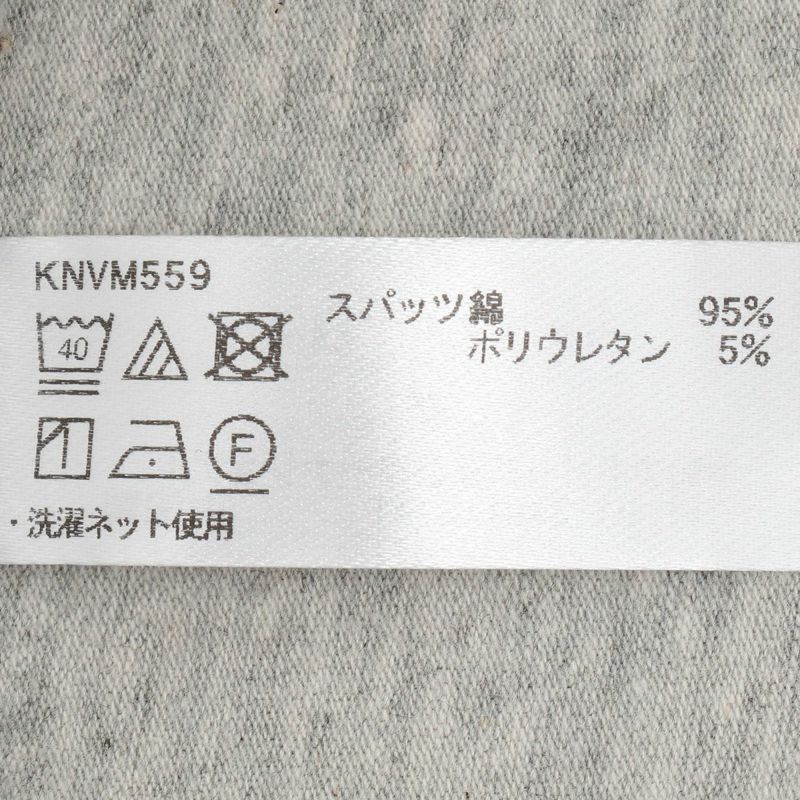 KNVM559
スパッツ 綿 95%
ポリウレタン 5%
40
F
・洗濯ネット使用